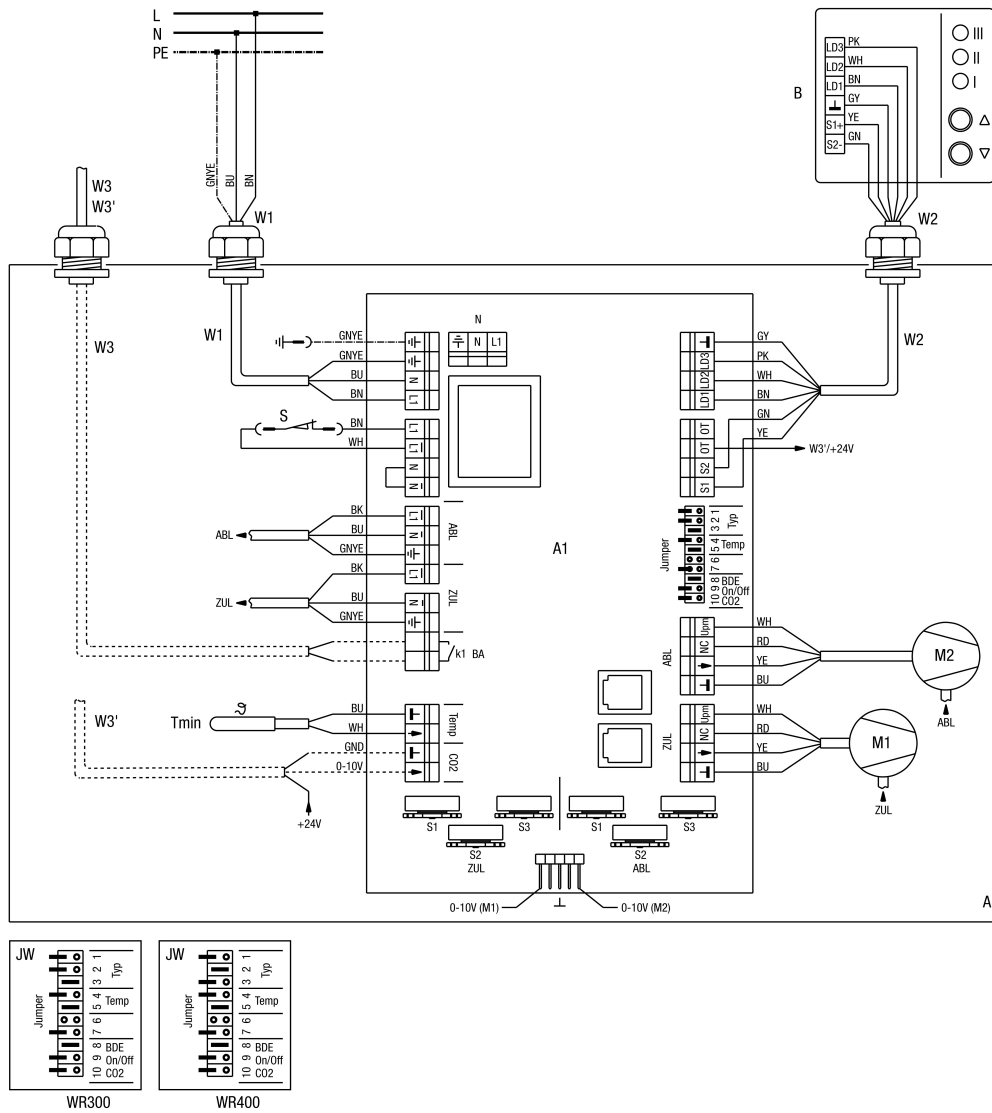 L
N
PE
GNYE
BU
BN
W1
W3
W3'
B
LD3
LD2
LD1
S1+
S2-
PK
WH
BN
GY
YE
GN
III
II
I
△
▽
W2
W3
W1
W2
GNYE
GNYE
BU
BN
N
L1
N
N
L1
S
BN
WH
L1
L1
N
N
BK
BU
GNYE
ABL
L1
N
ABL
BK
BU
GNYE
ZUL
L1
N
ZUL
k1 BA
W3'
Tmin
ϑ
BU
WH
Temp
GND
0-10V
CO2
+24V
A1
LD3
LD2
LD1
GY
PK
WH
BN
GN
YE
OT
OT
S2
S1
W3'/+24V
Jumper
1
2
3
4
5
6
7
8
9
10
Typ
Temp
BDE
On/Off
CO2
ABL
Upm
NC
WH
RD
YE
BU
M2
ABL
ZUL
Upm
NC
WH
RD
YE
BU
M1
ZUL
S1
S3
S1
S3
S2
ZUL
S2
ABL
0-10V (M1)
0-10V (M2)
A
JW
Jumper
1
2
3
4
5
6
7
8
9
10
Typ
Temp
BDE
On/Off
CO2
WR300
JW
Jumper
1
2
3
4
5
6
7
8
9
10
Typ
Temp
BDE
On/Off
CO2
WR400